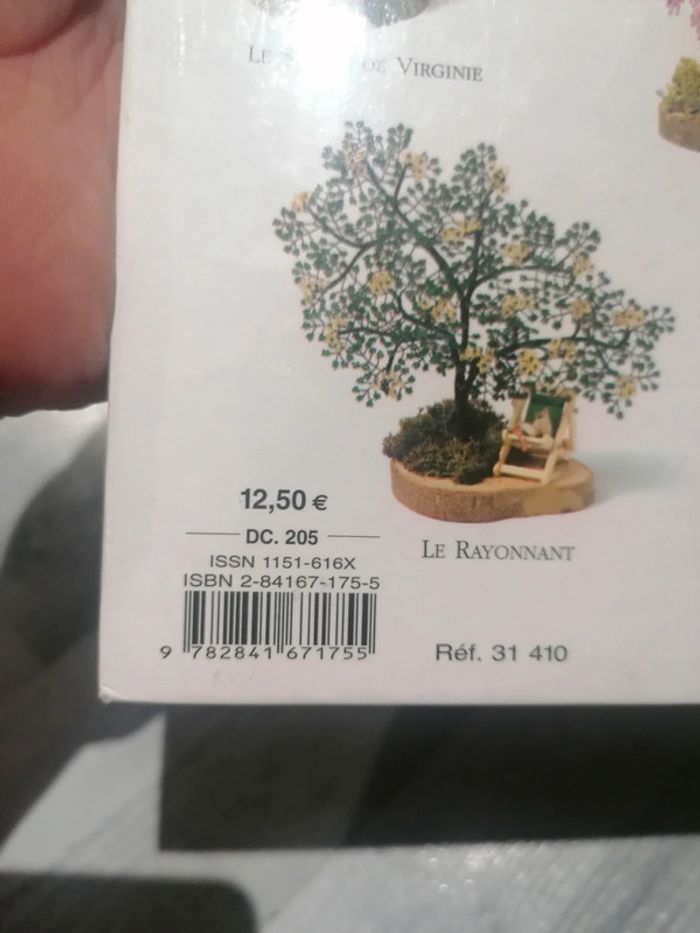 LE DE VIRGINIE
12,50 €
DC. 205
ISSN 1151-616X
ISBN 2-84167-175-5
9 782841 671755
LE RAYONNANT
Réf. 31 410